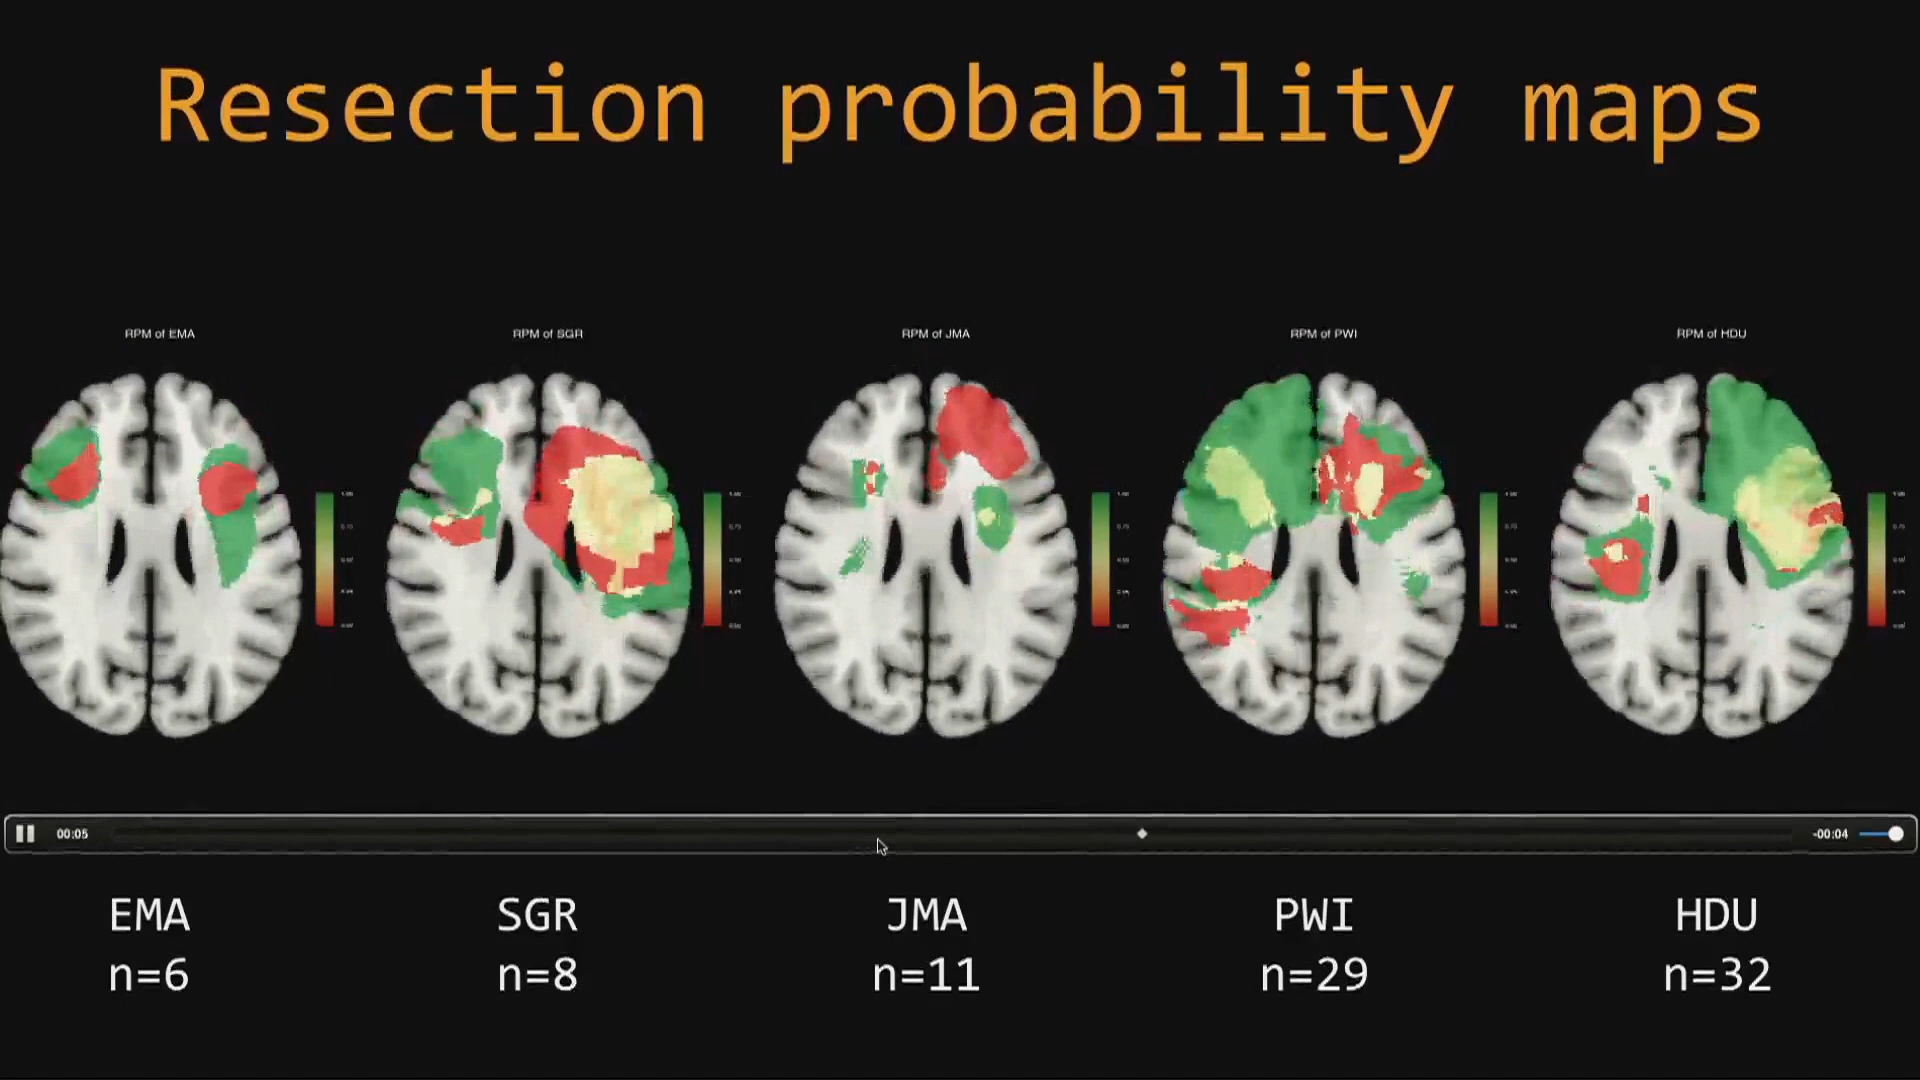 Resection probability maps
RPM of EMA
RPM of SGR
RPM of JMA
RPM of PWI
RPM of HDU
00:05
-00:04
EMA
n=6
SGR
n=8
JMA
n=11
PWI
n=29
HDU
n=32